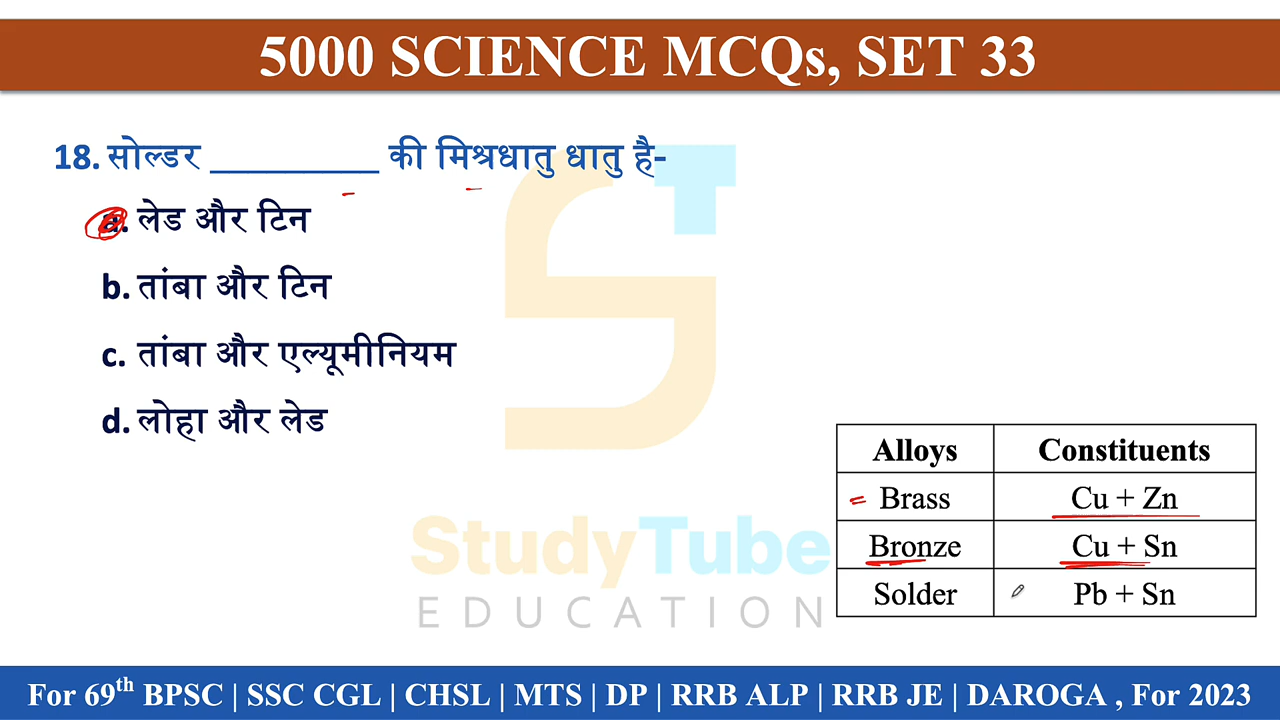 5000 SCIENCE MCQs, SET 33
18. सोल्डर _________ की मिश्रधातु धातु है-
a. लेड और टिन
b. तांबा और टिन
c. तांबा और एल्यूमीनियम
d. लोहा और लेड
Alloys Constituents
Brass Cu + Zn
Bronze Cu + Sn
Solder Pb + Sn
StudyTube
EDUCATION
For 69th BPSC | SSC CGL | CHSL | MTS | DP | RRB ALP | RRB JE | DAROGA , For 2023